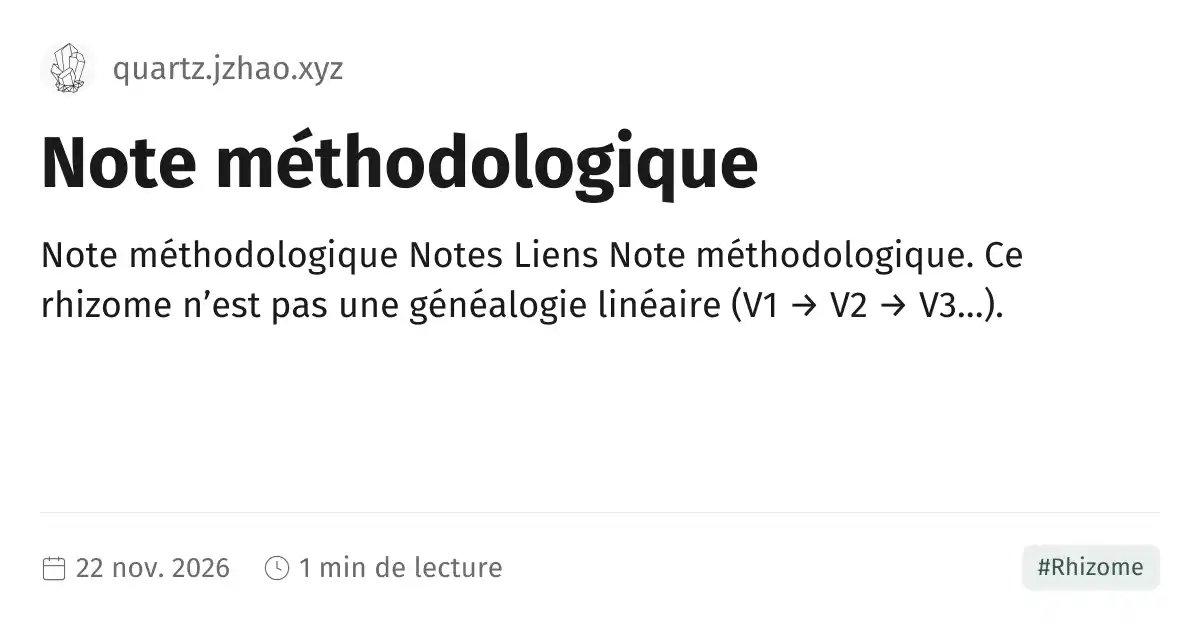 quartz.jzhao.xyz
Note méthodologique
Note méthodologique Notes Liens Note méthodologique. Ce
rhizome n’est pas une généalogie linéaire (V1 → V2 → V3...).
22 nov. 2026
1 min de lecture
#Rhizome